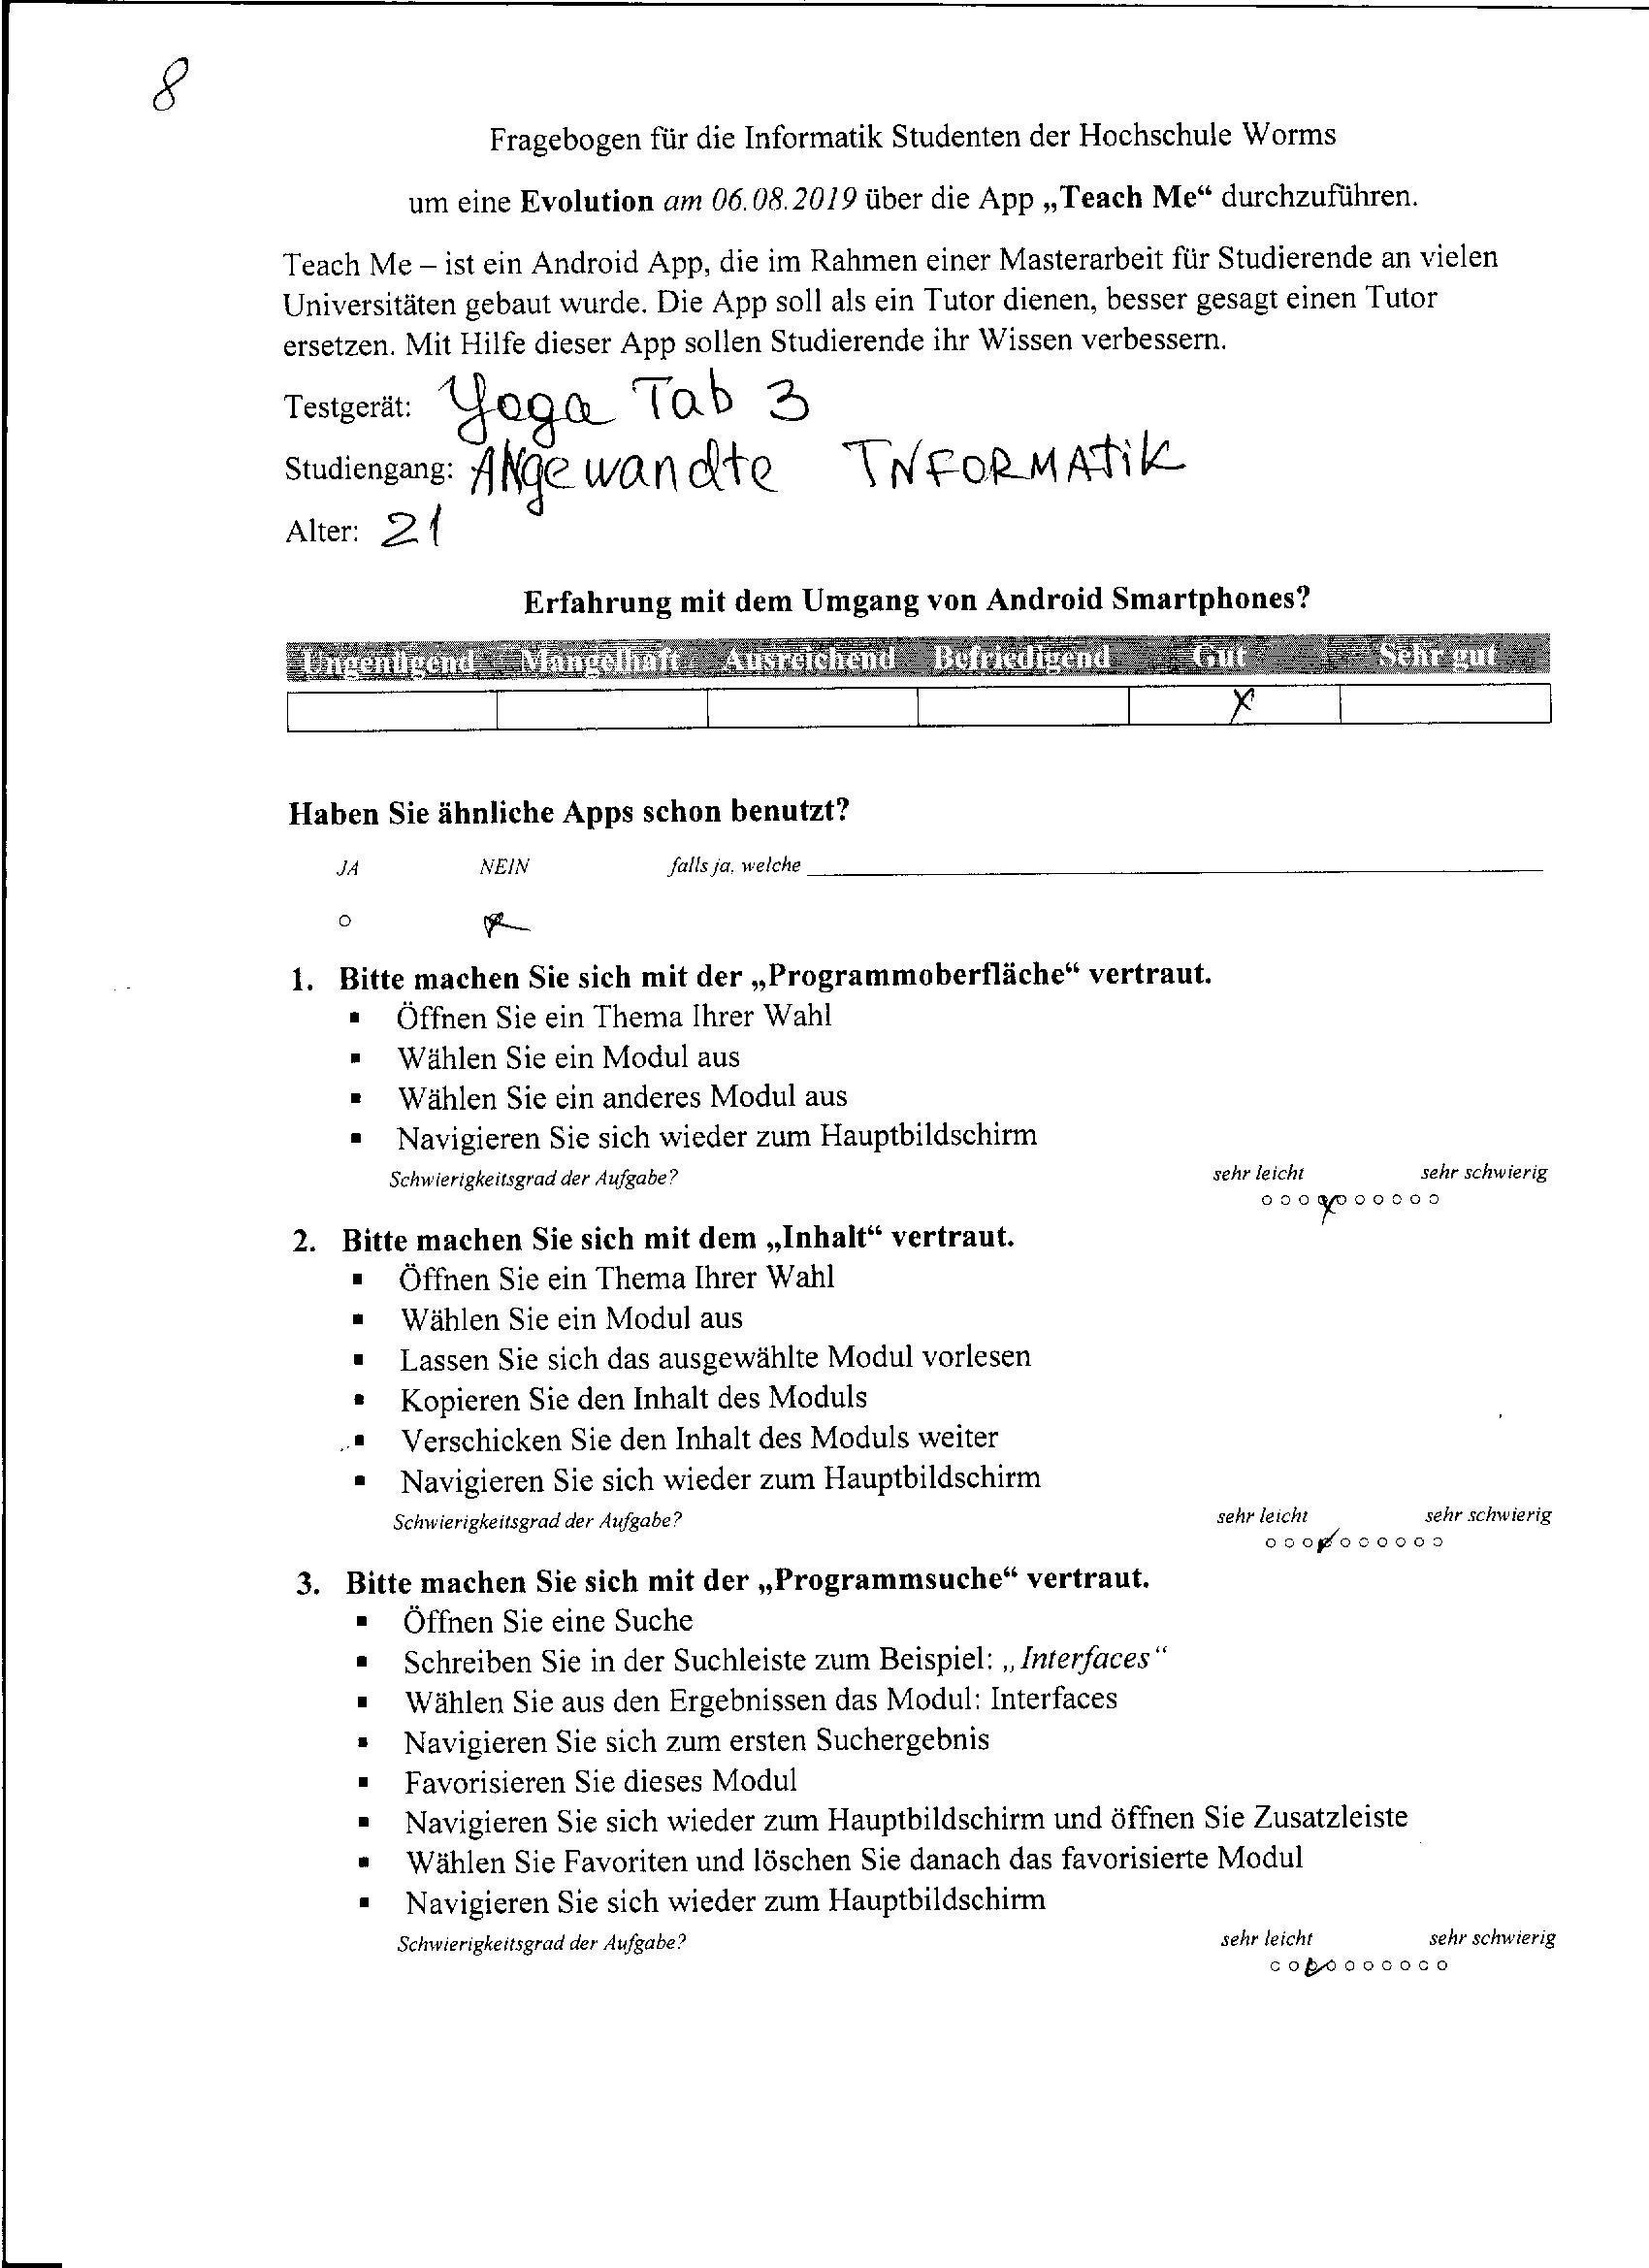 8
Fragebogen für die Informatik Studenten der Hochschule Worms
um eine Evolution am 06.08.2019 über die App „Teach Me“ durchzuführen.
Teach Me – ist ein Android App, die im Rahmen einer Masterarbeit für Studierende an vielen
Universitäten gebaut wurde. Die App soll als ein Tutor dienen, besser gesagt einen Tutor
ersetzen. Mit Hilfe dieser App sollen Studierende ihr Wissen verbessern.
Testgerät: Yoga Tab 3
Studiengang: Angewandte INFORMATiK
Alter: 21
Erfahrung mit dem Umgang von Android Smartphones?
Ungenügend Mangelhaft Ausreichend Befriedigend Gut Sehr gut
x
Haben Sie ähnliche Apps schon benutzt?
JA NEIN falls ja, welche
1. Bitte machen Sie sich mit der „Programmoberfläche“ vertraut.
▪ Öffnen Sie ein Thema Ihrer Wahl
▪ Wählen Sie ein Modul aus
▪ Wählen Sie ein anderes Modul aus
▪ Navigieren Sie sich wieder zum Hauptbildschirm
Schwierigkeitsgrad der Aufgabe? sehr leicht sehr schwierig
2. Bitte machen Sie sich mit dem „Inhalt“ vertraut.
▪ Öffnen Sie ein Thema Ihrer Wahl
▪ Wählen Sie ein Modul aus
▪ Lassen Sie sich das ausgewählte Modul vorlesen
▪ Kopieren Sie den Inhalt des Moduls
▪ Verschicken Sie den Inhalt des Moduls weiter
▪ Navigieren Sie sich wieder zum Hauptbildschirm
Schwierigkeitsgrad der Aufgabe? sehr leicht sehr schwierig
3. Bitte machen Sie sich mit der „Programmsuche“ vertraut.
▪ Öffnen Sie eine Suche
▪ Schreiben Sie in der Suchleiste zum Beispiel: „Interfaces“
▪ Wählen Sie aus den Ergebnissen das Modul: Interfaces
▪ Navigieren Sie sich zum ersten Suchergebnis
▪ Favorisieren Sie dieses Modul
▪ Navigieren Sie sich wieder zum Hauptbildschirm und öffnen Sie Zusatzleiste
▪ Wählen Sie Favoriten und löschen Sie danach das favorisierte Modul
▪ Navigieren Sie sich wieder zum Hauptbildschirm
Schwierigkeitsgrad der Aufgabe? sehr leicht sehr schwierig